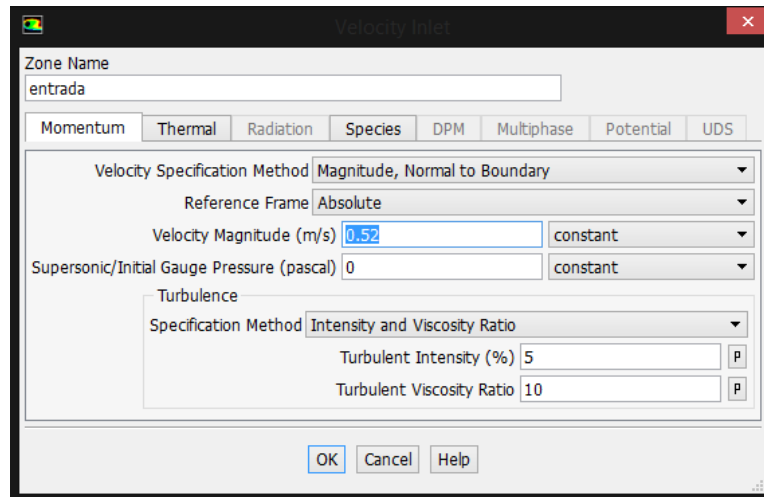 Velocity Inlet
Zone Name
entrada
Momentum Thermal Radiation Species DPM Multiphase Potential UDS
Velocity Specification Method Magnitude, Normal to Boundary
Reference Frame Absolute
Velocity Magnitude (m/s) 0.52 constant
Supersonic/Initial Gauge Pressure (pascal) 0 constant
Turbulence
Specification Method Intensity and Viscosity Ratio
Turbulent Intensity (%) 5 P
Turbulent Viscosity Ratio 10 P
OK Cancel Help